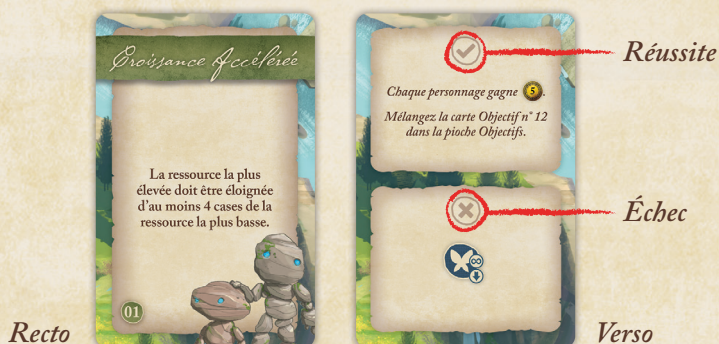 Croissance Accélérée
La ressource la plus
élevée doit être éloignée
d'au moins 4 cases de la
ressource la plus basse.
01
Recto
Réussite
Chaque personnage gagne 5.
Mélangez la carte Objectif n° 12
dans la pioche Objectifs.
Échec
∞
Verso